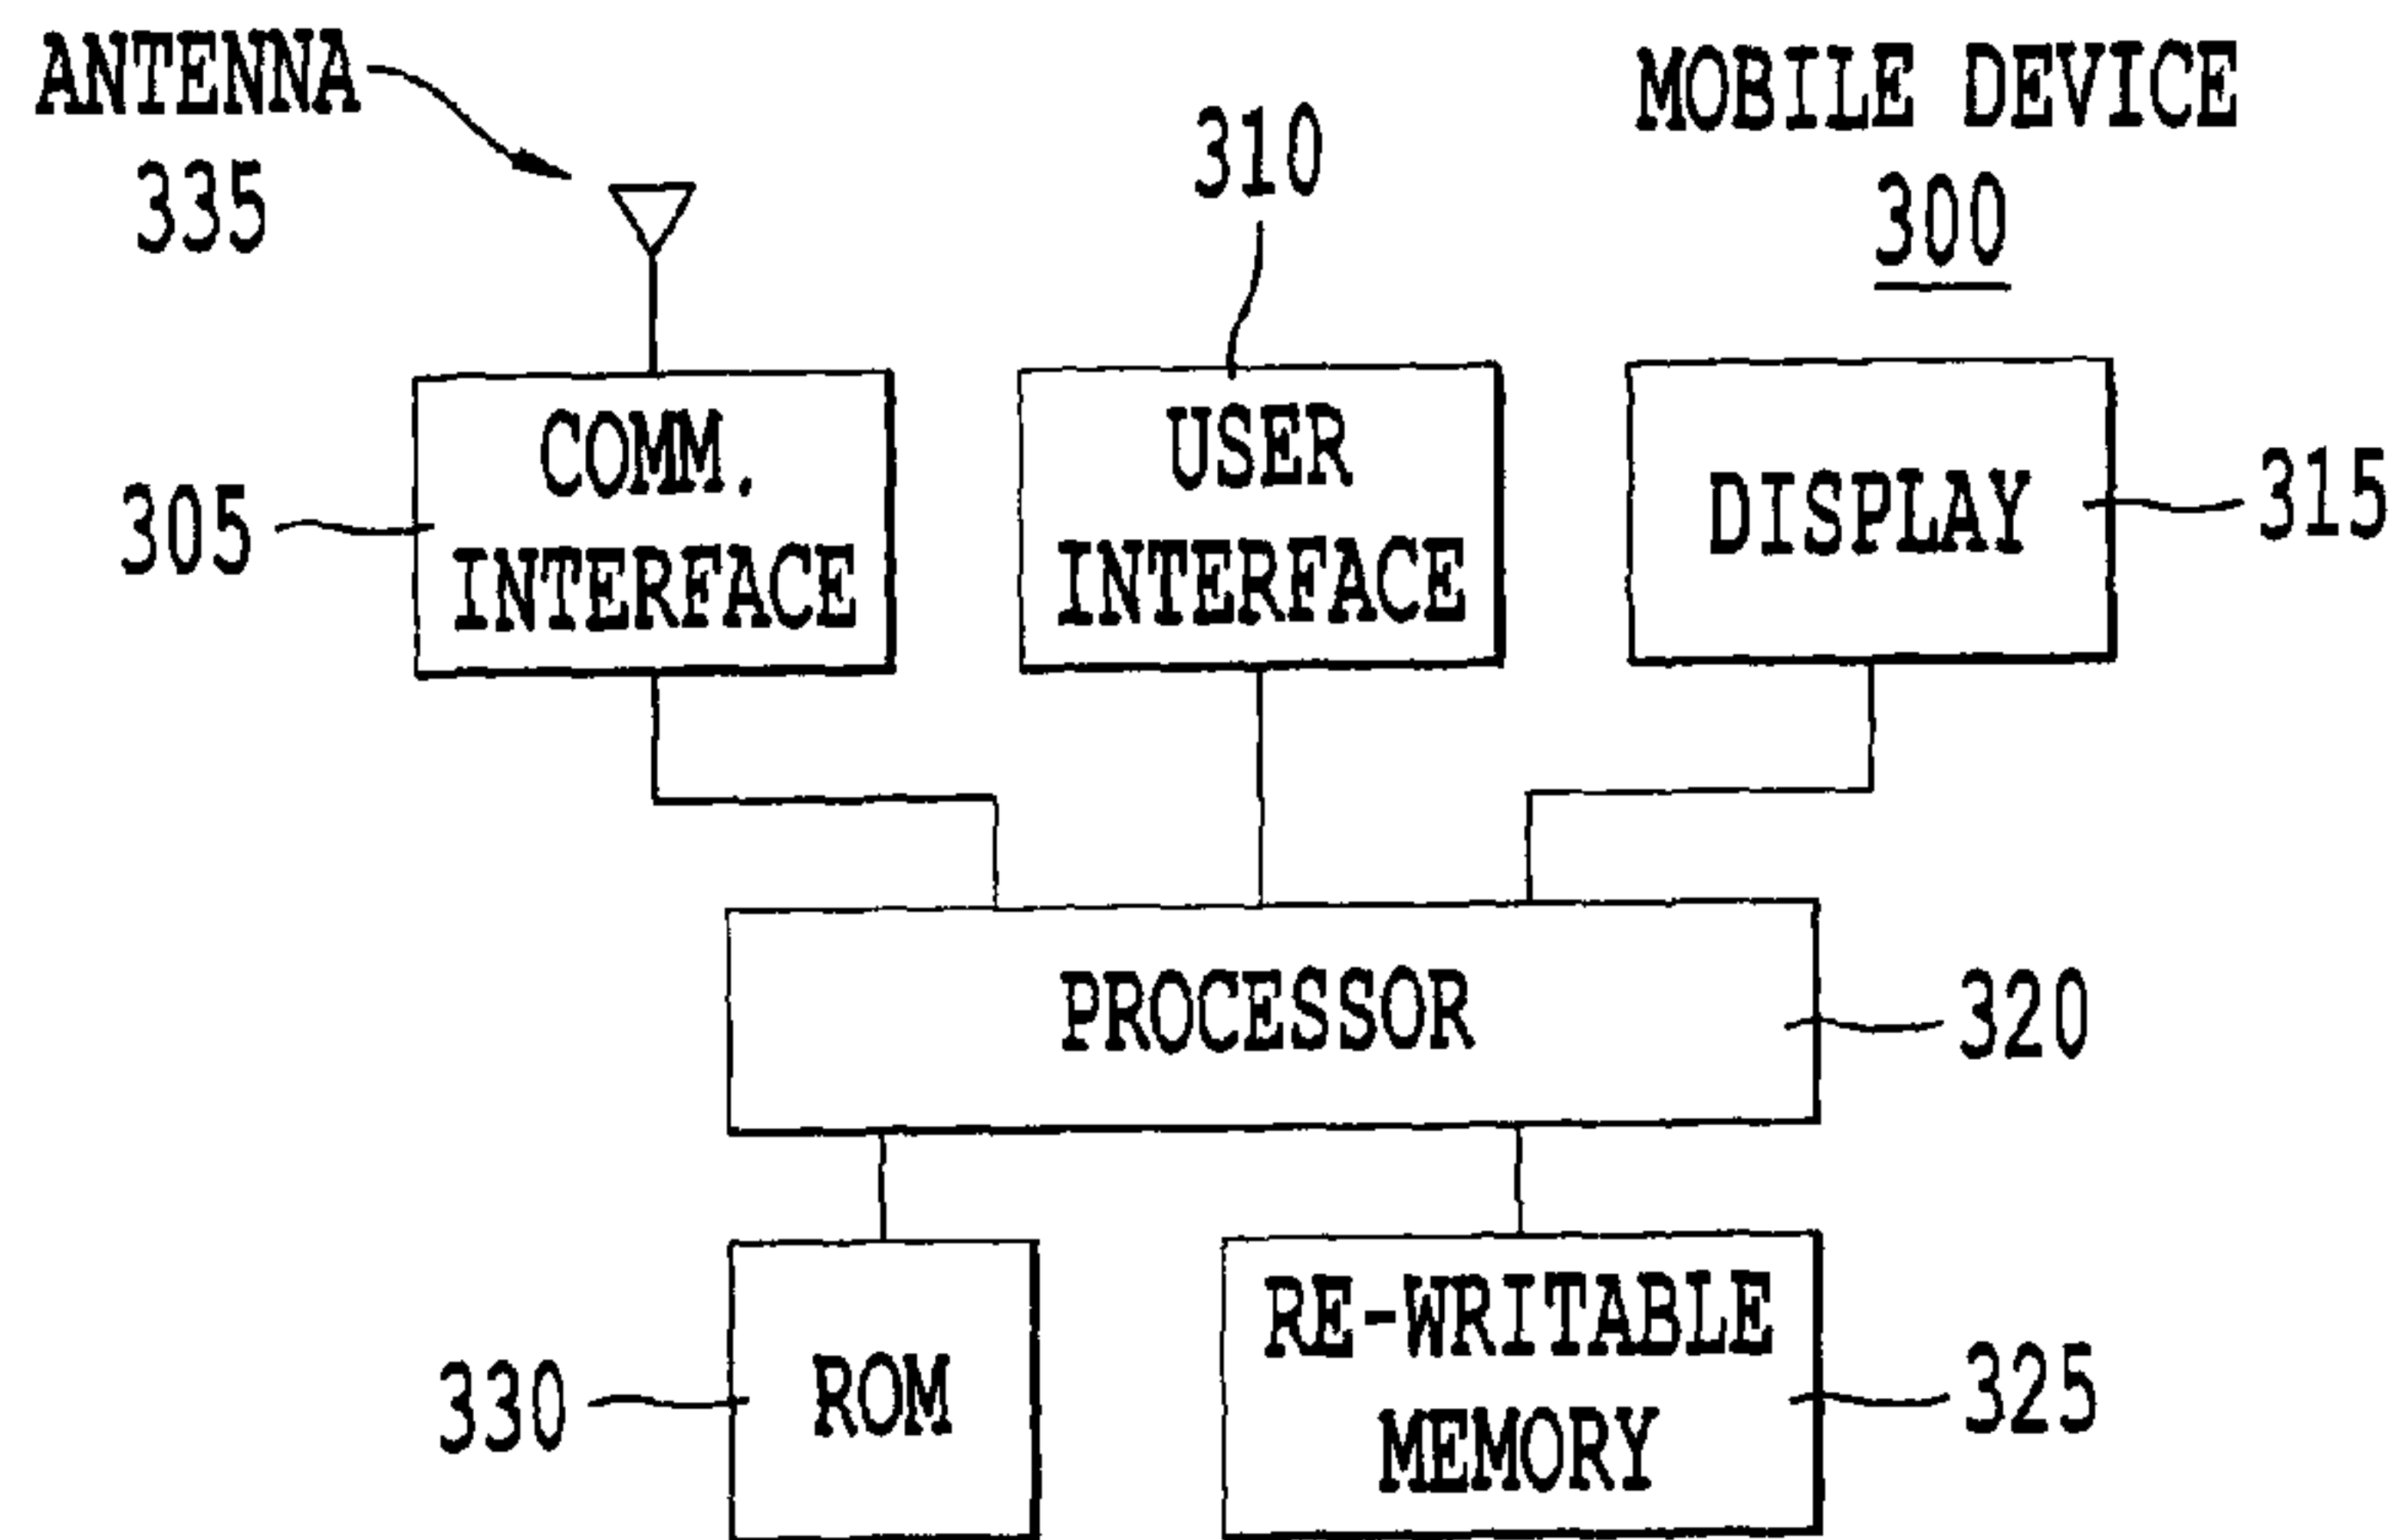 ANTENNA
335
310
MOBILE DEVICE
300
305
COMM.
INTERFACE
USER
INTERFACE
DISPLAY
315
PROCESSOR
320
330
ROM
RE-WRITABLE
MEMORY
325